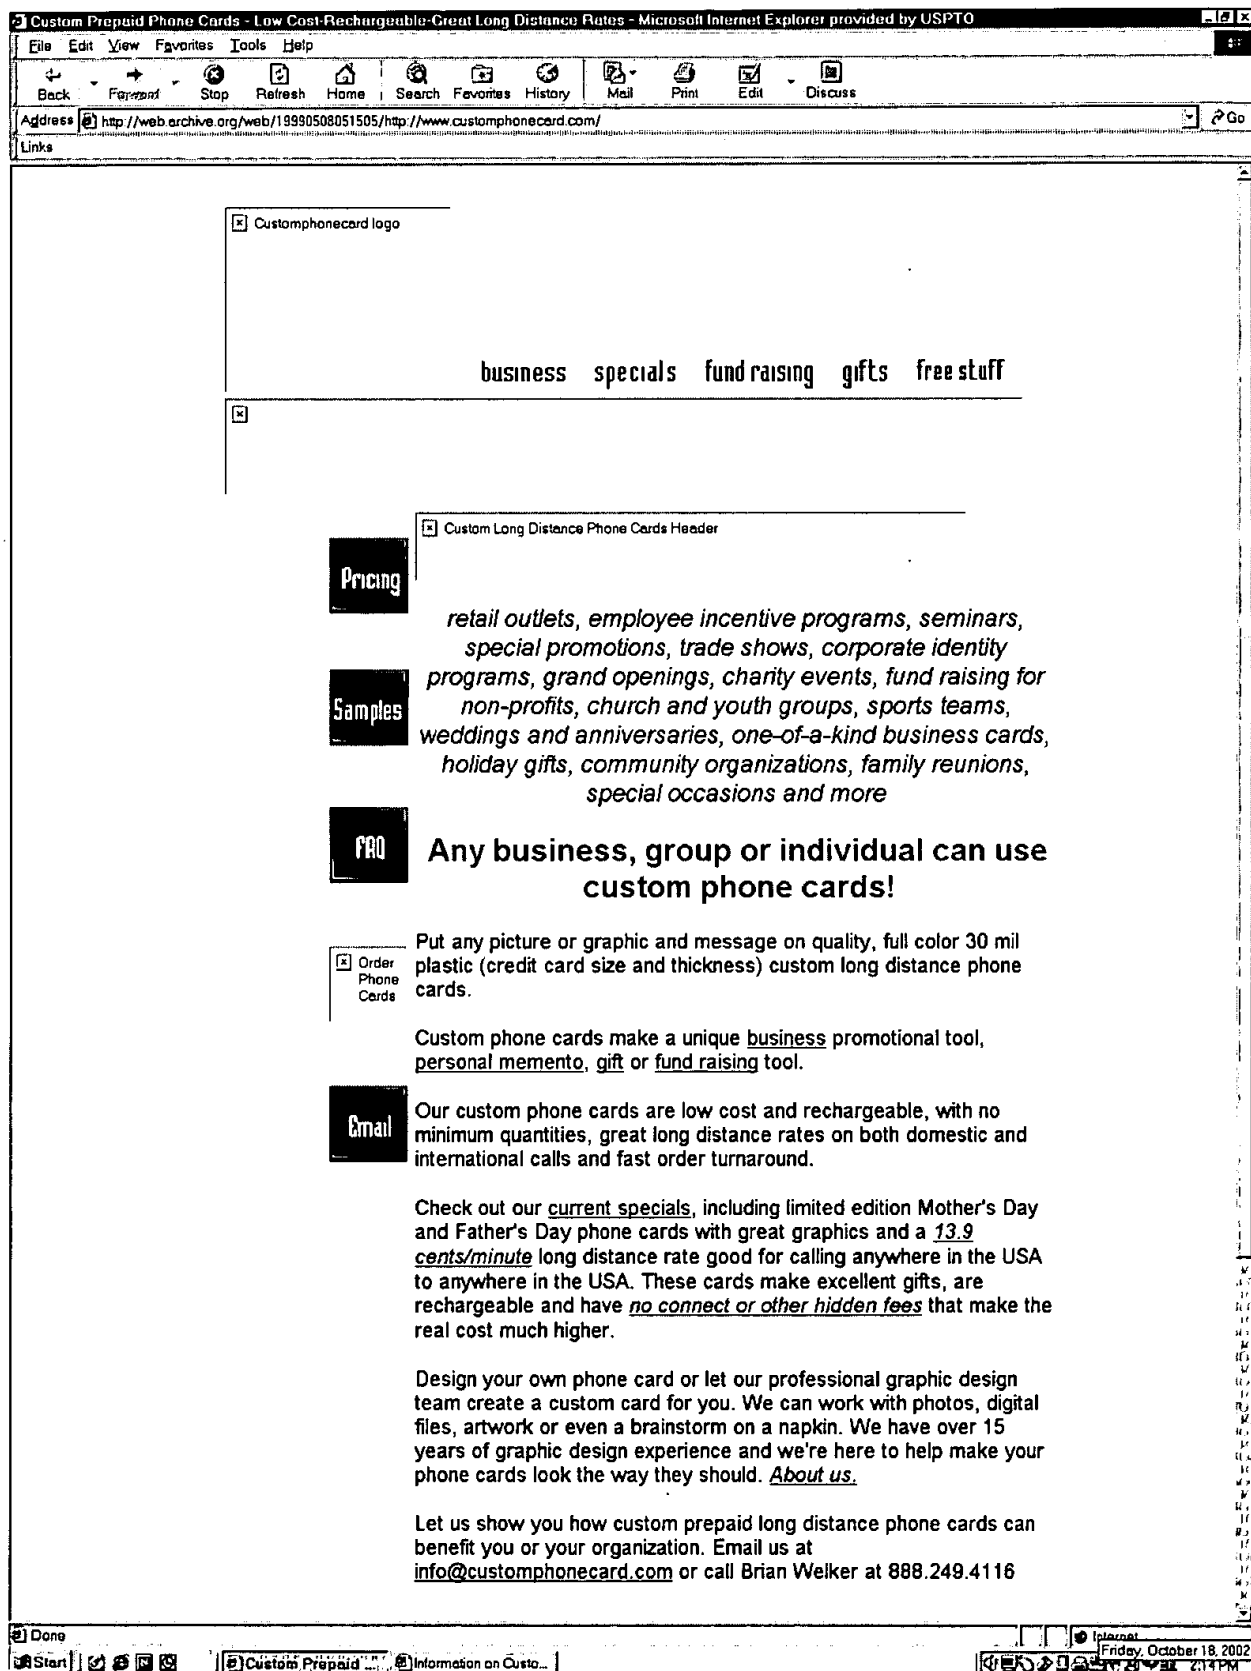 Custom Prepaid Phone Cards - Low Cost-Rechargeable-Great Long Distance Rates - Microsoft Internet Explorer provided by USPTO
File Edit View Favorites Tools Help
Back Forward Stop Refresh Home Search Favorites History Mail Print Edit Discuss
Address http://web.archive.org/web/19990508051505/http://www.customphonecard.com/ Go
Links
Customphonecard logo
business specials fund raising gifts free stuff
Custom Long Distance Phone Cards Header
Pricing
retail outlets, employee incentive programs, seminars,
special promotions, trade shows, corporate identity
programs, grand openings, charity events, fund raising for
Samples
non-profits, church and youth groups, sports teams,
weddings and anniversaries, one-of-a-kind business cards,
holiday gifts, community organizations, family reunions,
special occasions and more
FAQ
Any business, group or individual can use
custom phone cards!
Order
Phone
Cards
Put any picture or graphic and message on quality, full color 30 mil
plastic (credit card size and thickness) custom long distance phone
cards.
Custom phone cards make a unique business promotional tool,
personal memento, gift or fund raising tool.
Email
Our custom phone cards are low cost and rechargeable, with no
minimum quantities, great long distance rates on both domestic and
international calls and fast order turnaround.
Check out our current specials, including limited edition Mother's Day
and Father's Day phone cards with great graphics and a 13.9
cents/minute long distance rate good for calling anywhere in the USA
to anywhere in the USA. These cards make excellent gifts, are
rechargeable and have no connect or other hidden fees that make the
real cost much higher.
Design your own phone card or let our professional graphic design
team create a custom card for you. We can work with photos, digital
files, artwork or even a brainstorm on a napkin. We have over 15
years of graphic design experience and we're here to help make your
phone cards look the way they should. About us.
Let us show you how custom prepaid long distance phone cards can
benefit you or your organization. Email us at
info@customphonecard.com or call Brian Welker at 888.249.4116
Done Internet
Friday, October 18, 2002
Start Custom Prepaid ... Information on Custo... 2:14 PM